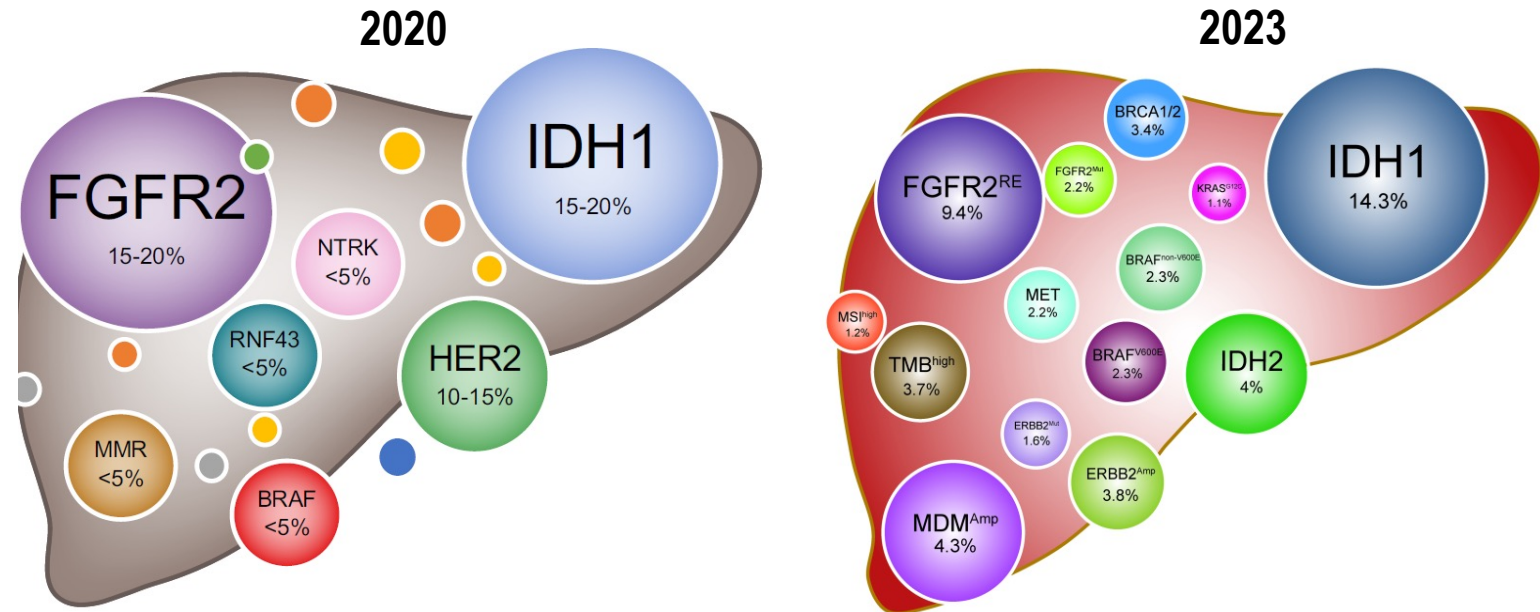 2020
FGFR2
15-20%
IDH1
15-20%
NTRK
<5%
RNF43
<5%
HER2
10-15%
MMR
<5%
BRAF
<5%
2023
BRCA1/2
3.4%
IDH1
14.3%
FGFR2RE
9.4%
FGFR2Mut
2.2%
KRASG12C
1.1%
BRAFnon-V600E
2.3%
MET
2.2%
MSIhigh
1.2%
TMBhigh
3.7%
BRAFV600E
2.3%
IDH2
4%
ERBB2Mut
1.6%
ERBB2Amp
3.8%
MDMAmp
4.3%